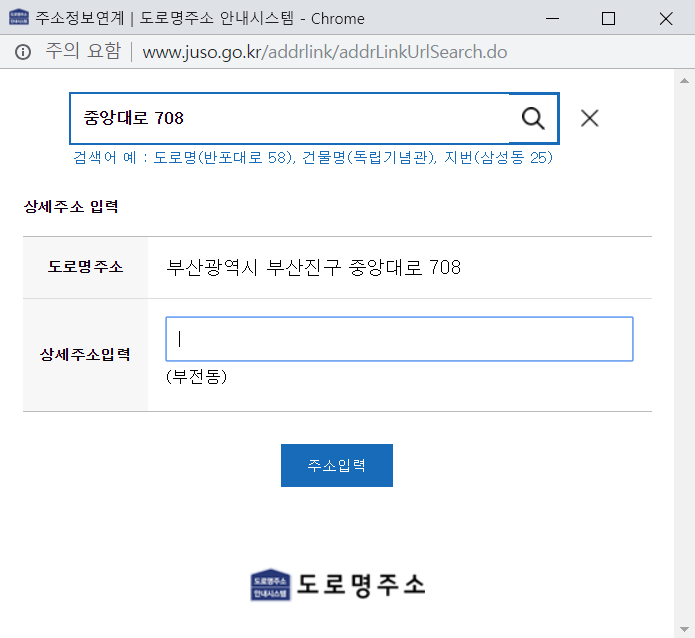 주소정보연계 | 도로명주소 안내시스템 - Chrome
주의 요함 | www.juso.go.kr/addrlink/addrLinkUrlSearch.do
중앙대로 708
검색어 예 : 도로명(반포대로 58), 건물명(독립기념관), 지번(삼성동 25)
상세주소 입력
도로명주소 부산광역시 부산진구 중앙대로 708
상세주소입력
(부전동)
주소입력
도로명주소
안내시스템
도로명주소